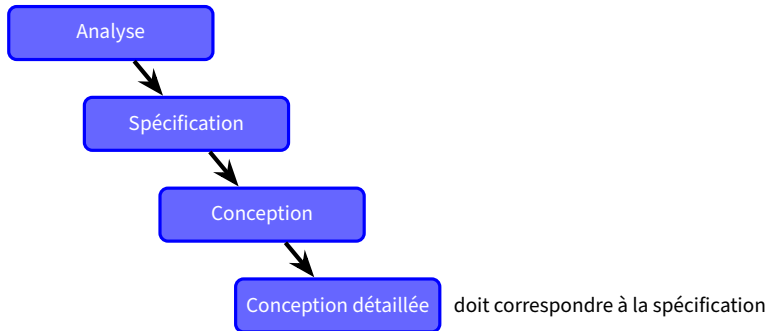 Analyse
Spécification
Conception
Conception détaillée doit correspondre à la spécification